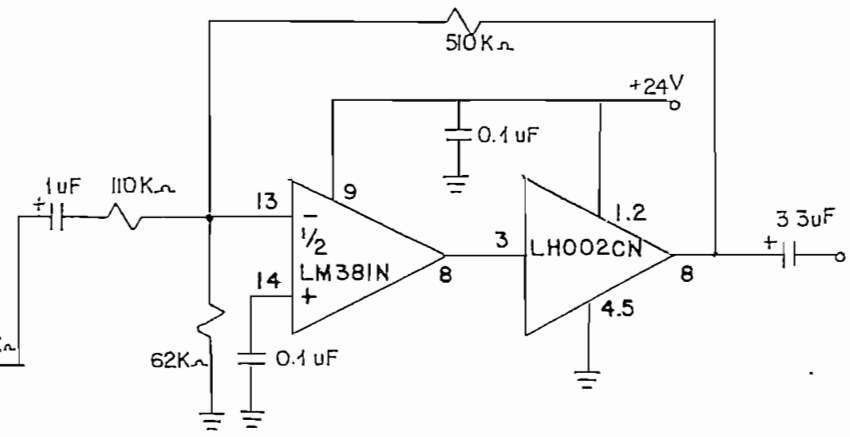 510KΩ
+24V
0.1uF
1uF
110KΩ
+
13
-
9
1/2
LM381N
14
+
8
3
1.2
LH002CN
8
4.5
+
3 3uF
62KΩ
0.1uF